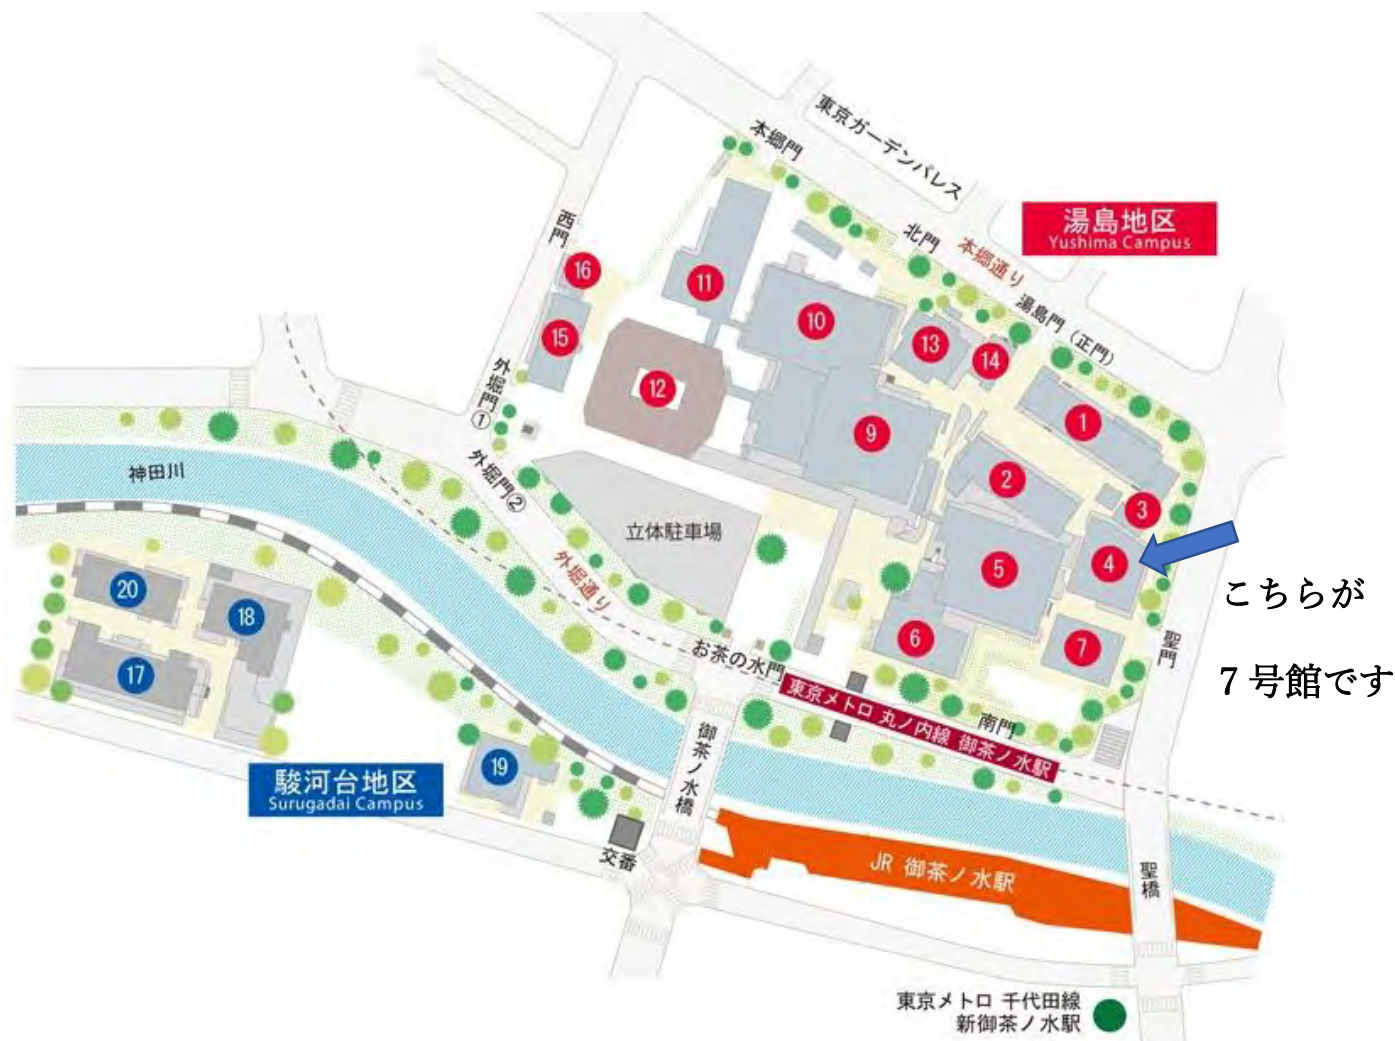 東京ガーデンパレス
本郷門
湯島地区
Yushima Campus
西門
北門
本郷通り
湯島門（正門）
16
11
10
15
13
14
12
外堀門①
1
9
神田川
外堀門②
2
3
立体駐車場
4
5
こちらが
外堀通り
20
18
6
7
聖門
お茶の水門
7号館です
17
東京メトロ 丸ノ内線 御茶ノ水駅
南門
御茶ノ水橋
19
駿河台地区
Surugadai Campus
交番
JR 御茶ノ水駅
聖橋
東京メトロ 千代田線
新御茶ノ水駅